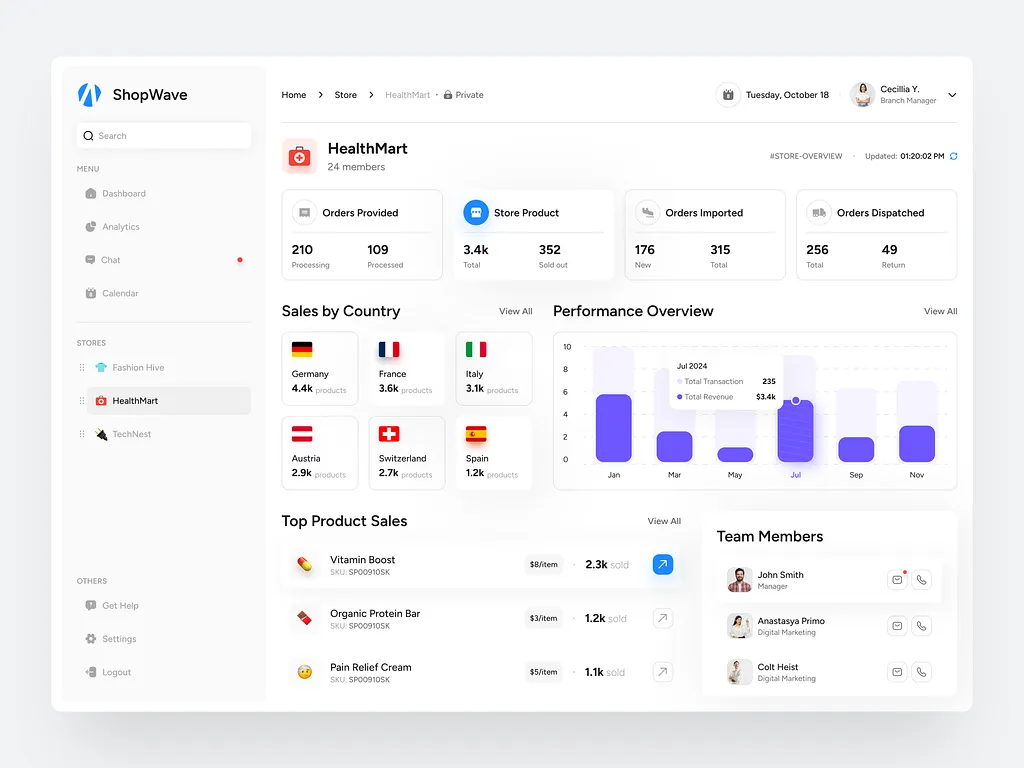 ShopWave
Search
MENU
Dashboard
Analytics
Chat
Calendar
STORES
Fashion Hive
HealthMart
TechNest
OTHERS
Get Help
Settings
Logout
Home > Store > HealthMart • Private
Tuesday, October 18
Cecillia Y.
Branch Manager
HealthMart
24 members
#STORE-OVERVIEW • Updated: 01:20:02 PM
Orders Provided
210
Processing
109
Processed
Store Product
3.4k
Total
352
Sold out
Orders Imported
176
New
315
Total
Orders Dispatched
256
Total
49
Return
Sales by Country
View All
Germany
4.4k products
France
3.6k products
Italy
3.1k products
Austria
2.9k products
Switzerland
2.7k products
Spain
1.2k products
Performance Overview
View All
10
8
6
4
2
0
Jul 2024
Total Transaction 235
Total Revenue $3.4k
Jan Mar May Jul Sep Nov
Top Product Sales
View All
Vitamin Boost
SKU: SP00910SK
$8/item • 2.3k sold
Organic Protein Bar
SKU: SP00910SK
$3/item • 1.2k sold
Pain Relief Cream
SKU: SP00910SK
$5/item • 1.1k sold
Team Members
John Smith
Manager
Anastasya Primo
Digital Marketing
Colt Heist
Digital Marketing